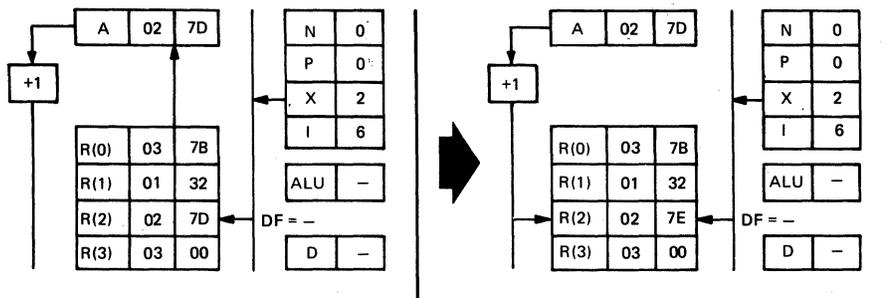 A 02 7D
+1
N 0
P 0
X 2
I 6
R(0) 03 7B
R(1) 01 32
R(2) 02 7D
R(3) 03 00
ALU –
DF = –
D –
A 02 7D
+1
N 0
P 0
X 2
I 6
R(0) 03 7B
R(1) 01 32
R(2) 02 7E
R(3) 03 00
ALU –
DF = –
D –